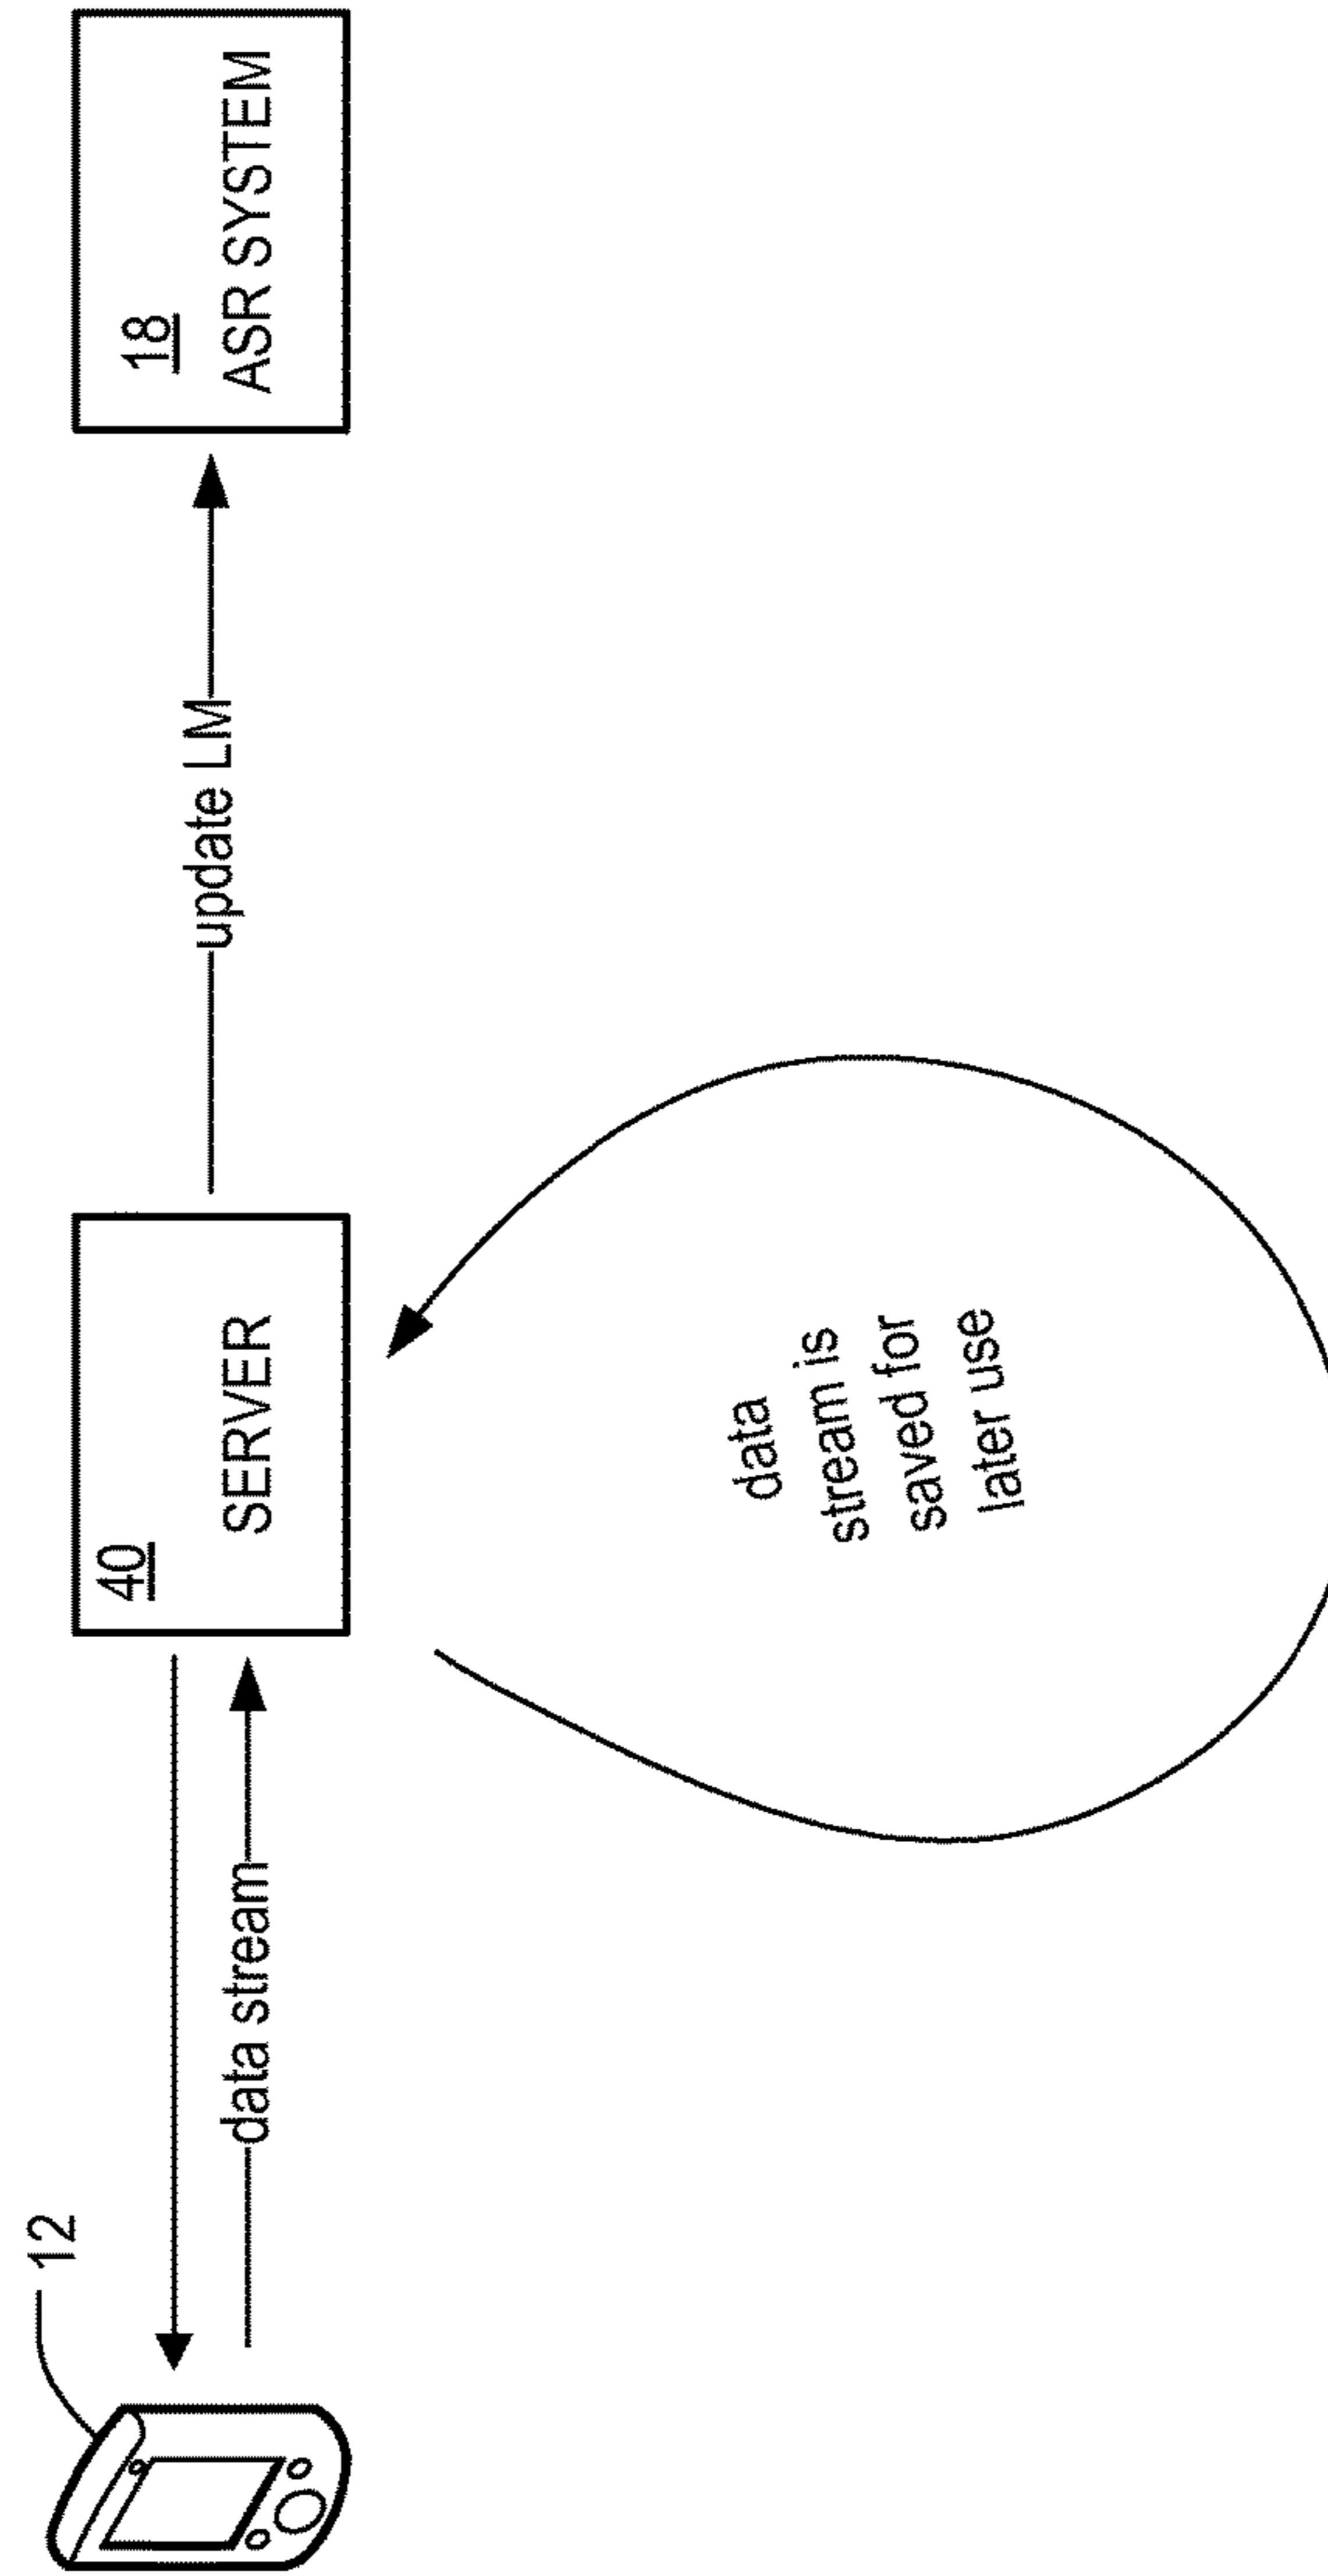 12
data stream
40
SERVER
update LM
18
ASR SYSTEM
data
stream is
saved for
later use